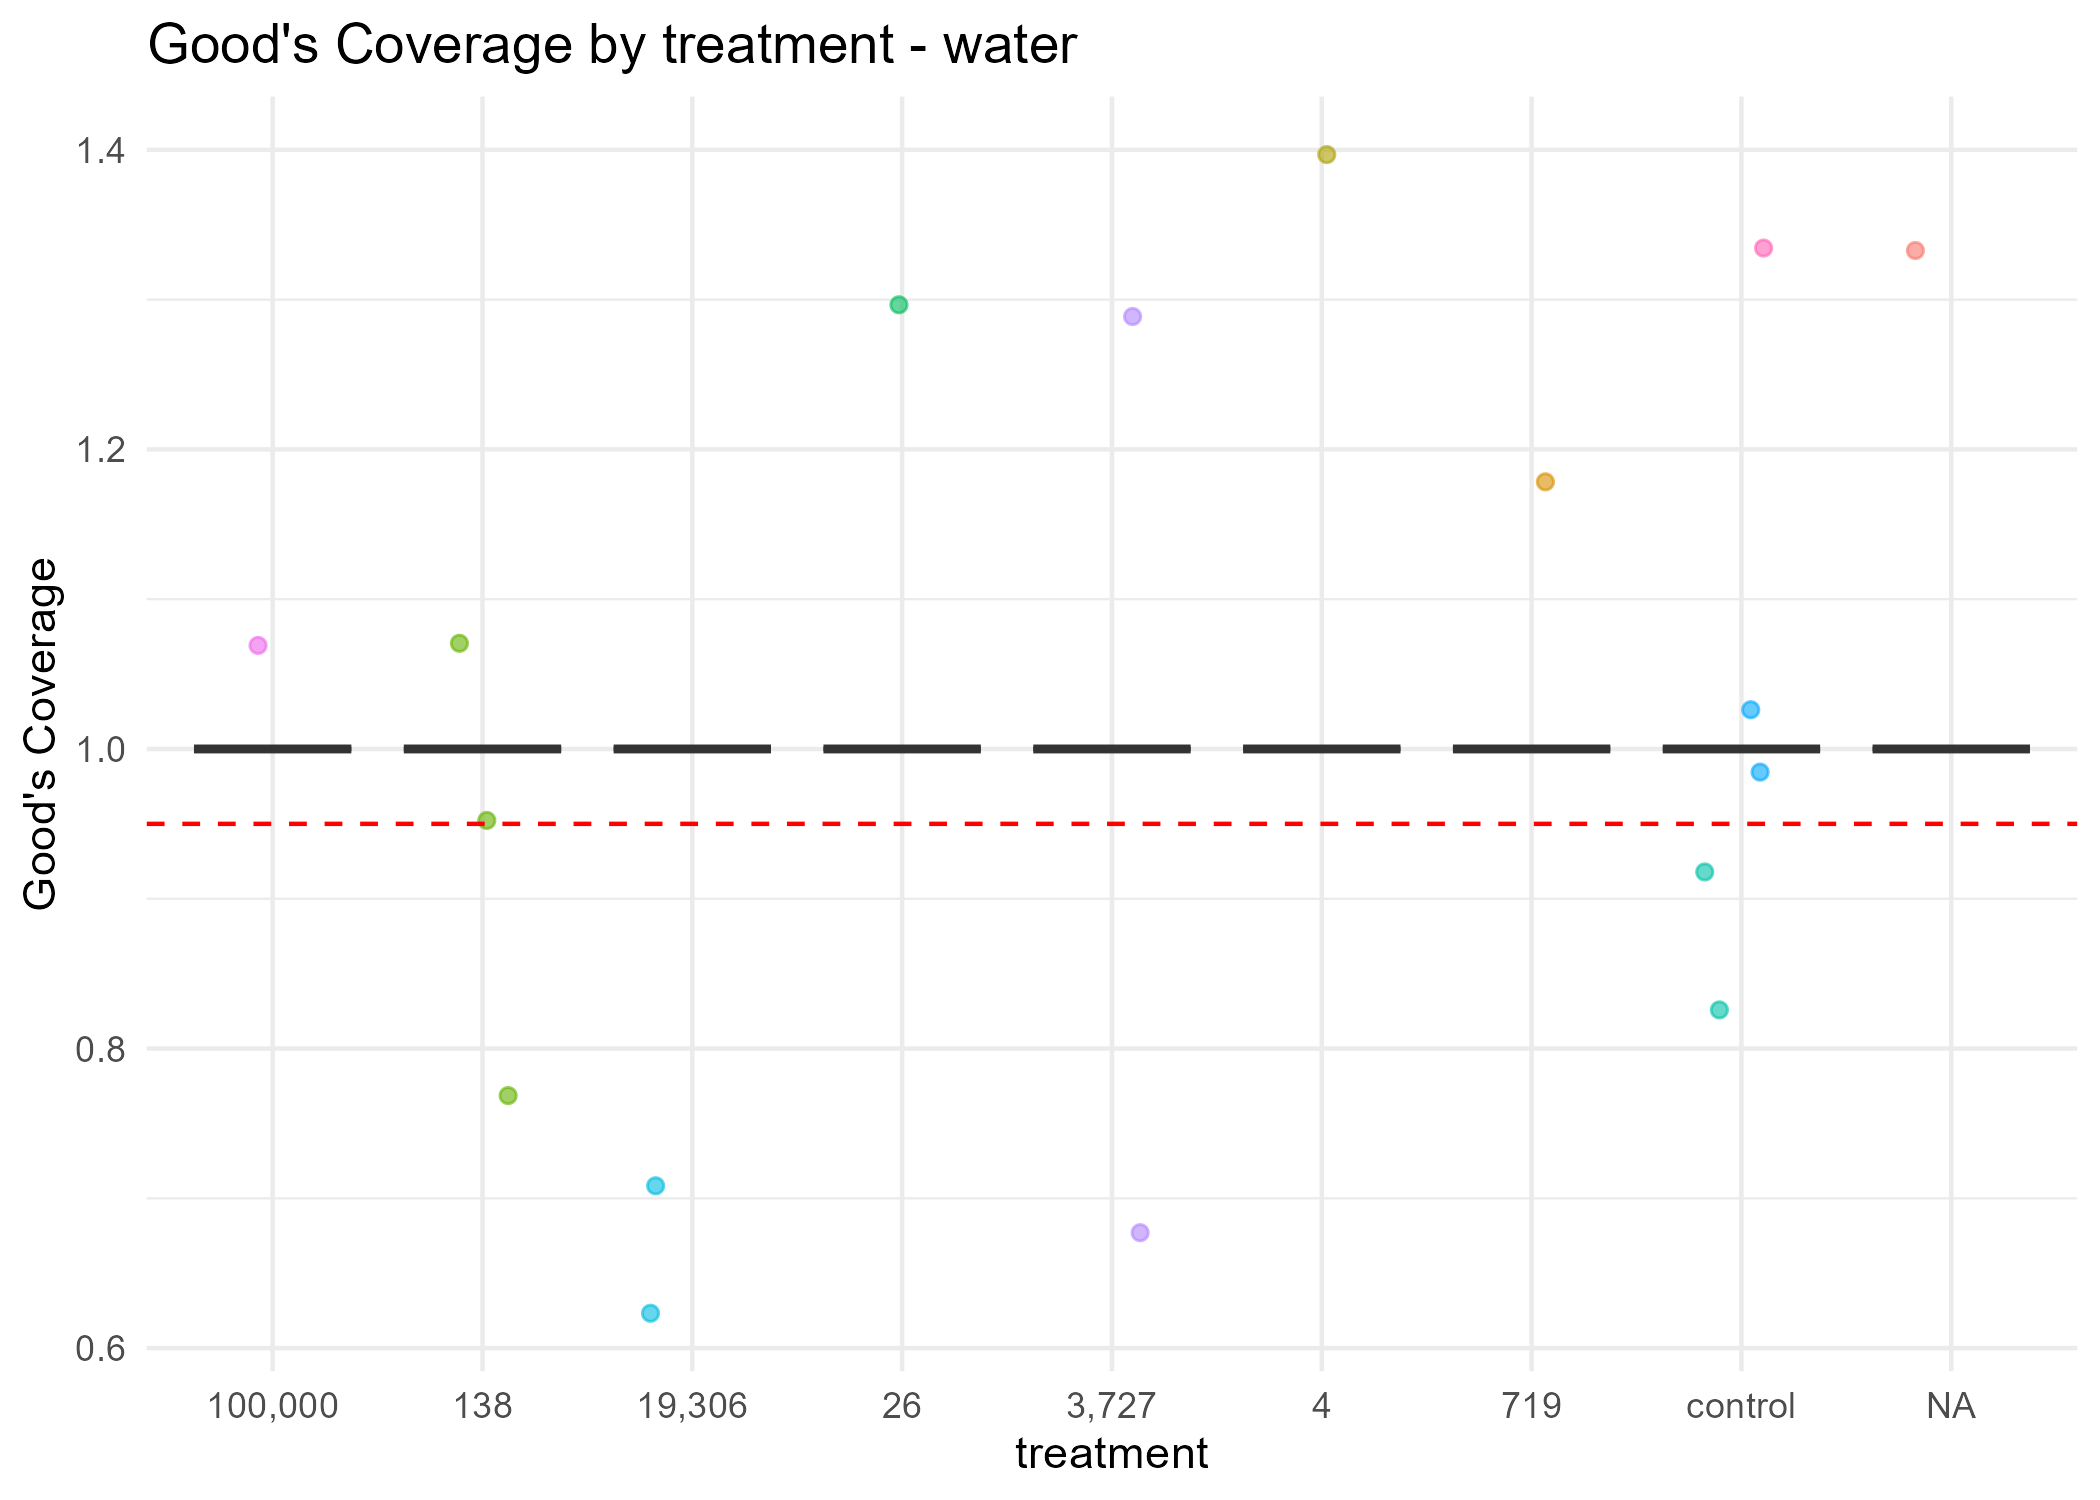 Good's Coverage by treatment - water
Good's Coverage
1.4
1.2
1.0
0.8
0.6
100,000 138 19,306 26 3,727 4 719 control NA
treatment